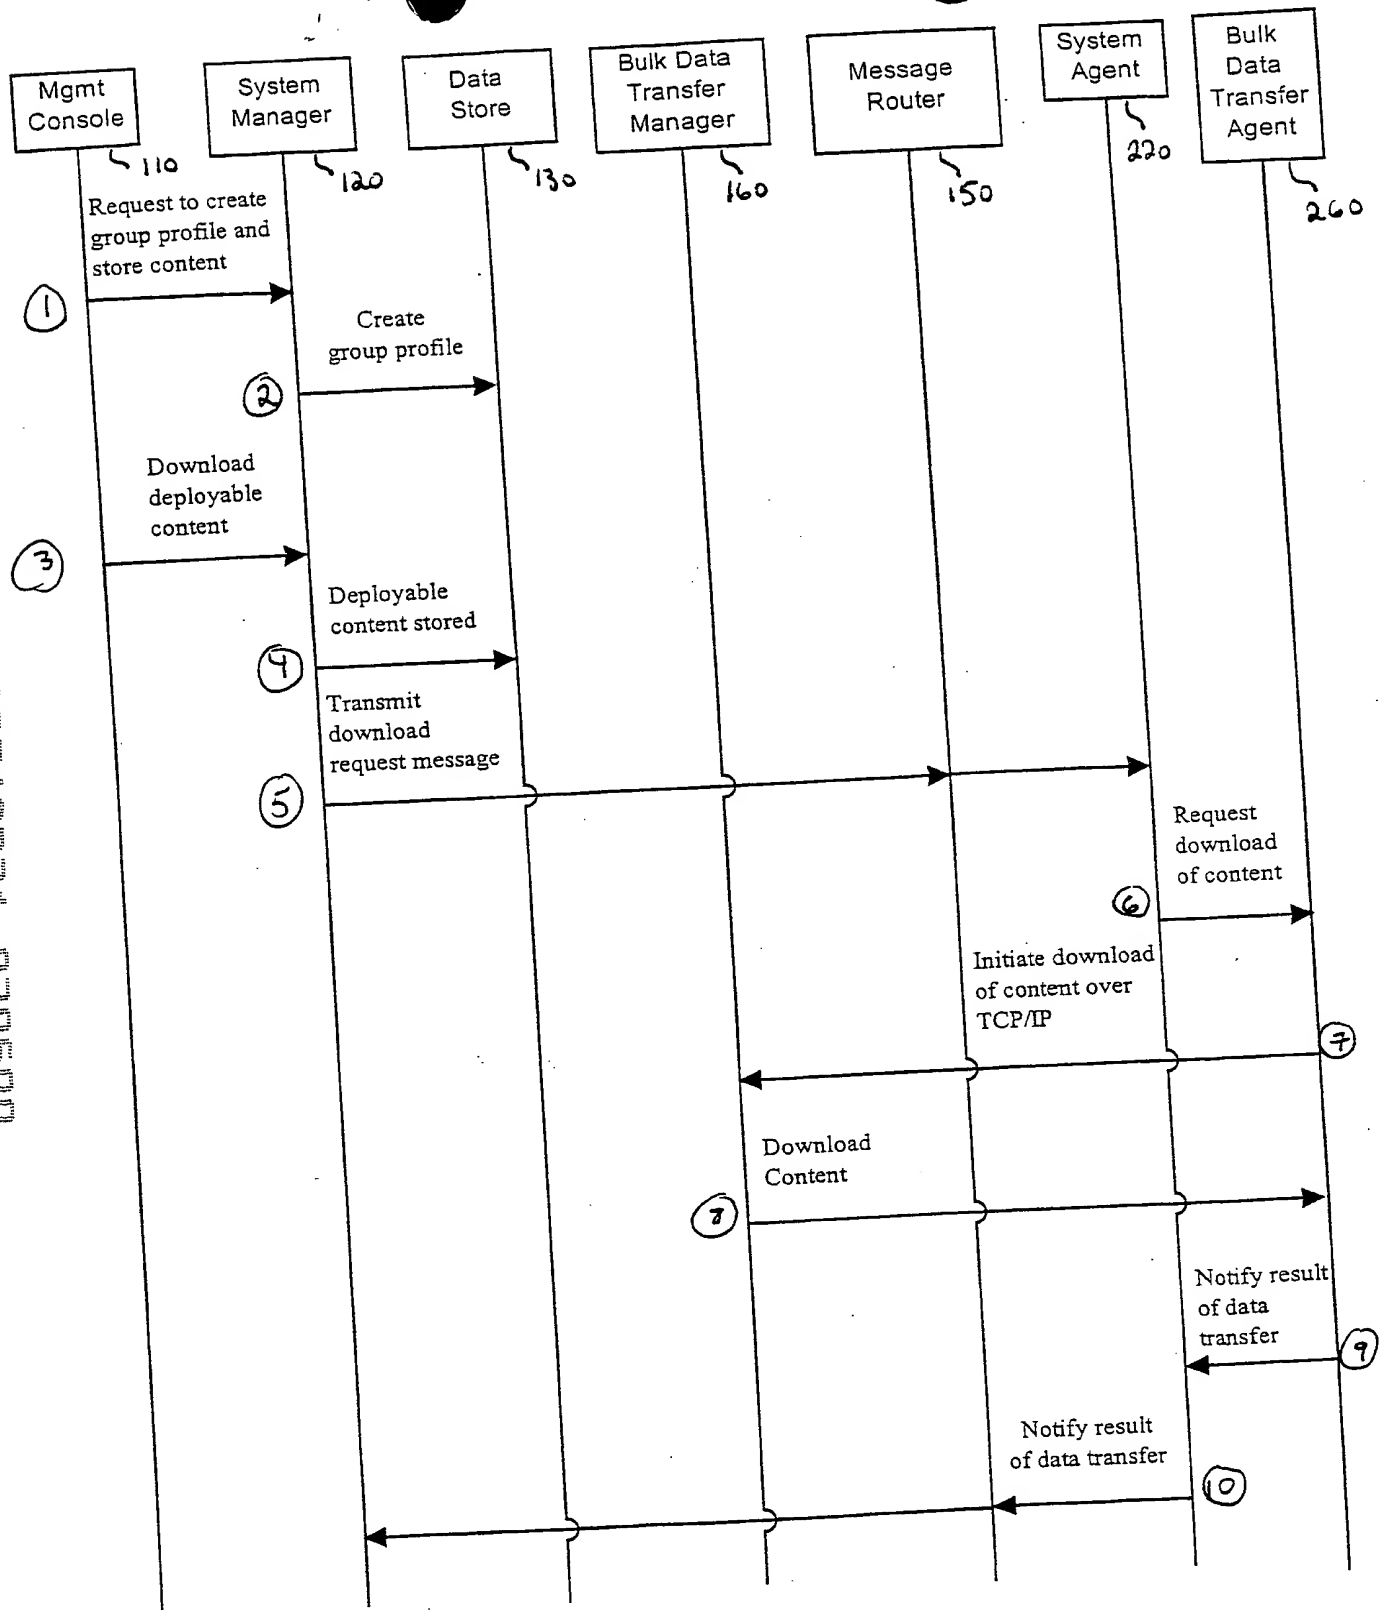 Mgmt
Console
System
Manager
Data
Store
Bulk Data
Transfer
Manager
Message
Router
System
Agent
Bulk
Data
Transfer
Agent
110
120
130
160
150
220
260
Request to create
group profile and
store content
1
Create
group profile
2
Download
deployable
content
3
Deployable
content stored
4
Transmit
download
request message
5
Request
download
of content
6
Initiate download
of content over
TCP/IP
7
Download
Content
8
Notify result
of data
transfer
9
Notify result
of data transfer
10